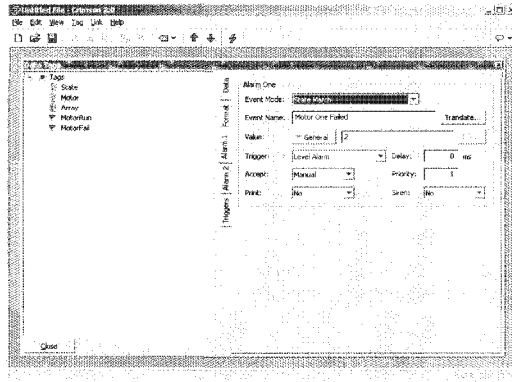 Untitled File - Crimson 2.0
File Edit View Tag Link Help
Tags
State
Motor
Array
MotorRun
MotorFail
Data
Format
Alarm 1
Alarm 2
Triggers
Alarm One
Event Mode: State Match
Event Name: Motor One Failed Translate...
Value: General 2
Trigger: Level Alarm Delay: 0 ms
Accept: Manual Priority: 1
Print: No Siren: No
Close